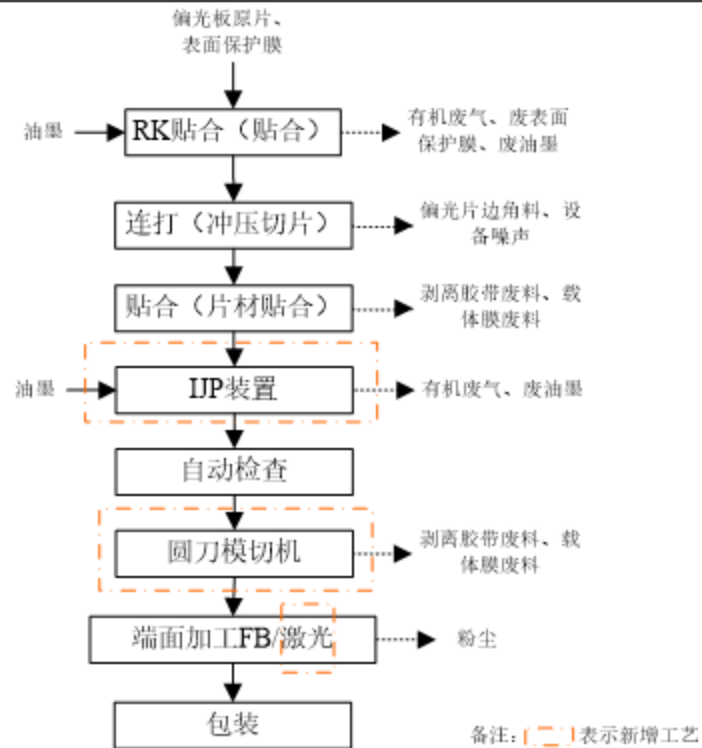 偏光板原片、
表面保护膜
油墨
RK贴合（贴合）
有机废气、废表面
保护膜、废油墨
连打（冲压切片）
偏光片边角料、设
备噪声
贴合（片材贴合）
剥离胶带废料、载
体膜废料
油墨
IJP装置
有机废气、废油墨
自动检查
圆刀模切机
剥离胶带废料、载
体膜废料
端面加工FB/激光
粉尘
包装
备注：表示新增工艺